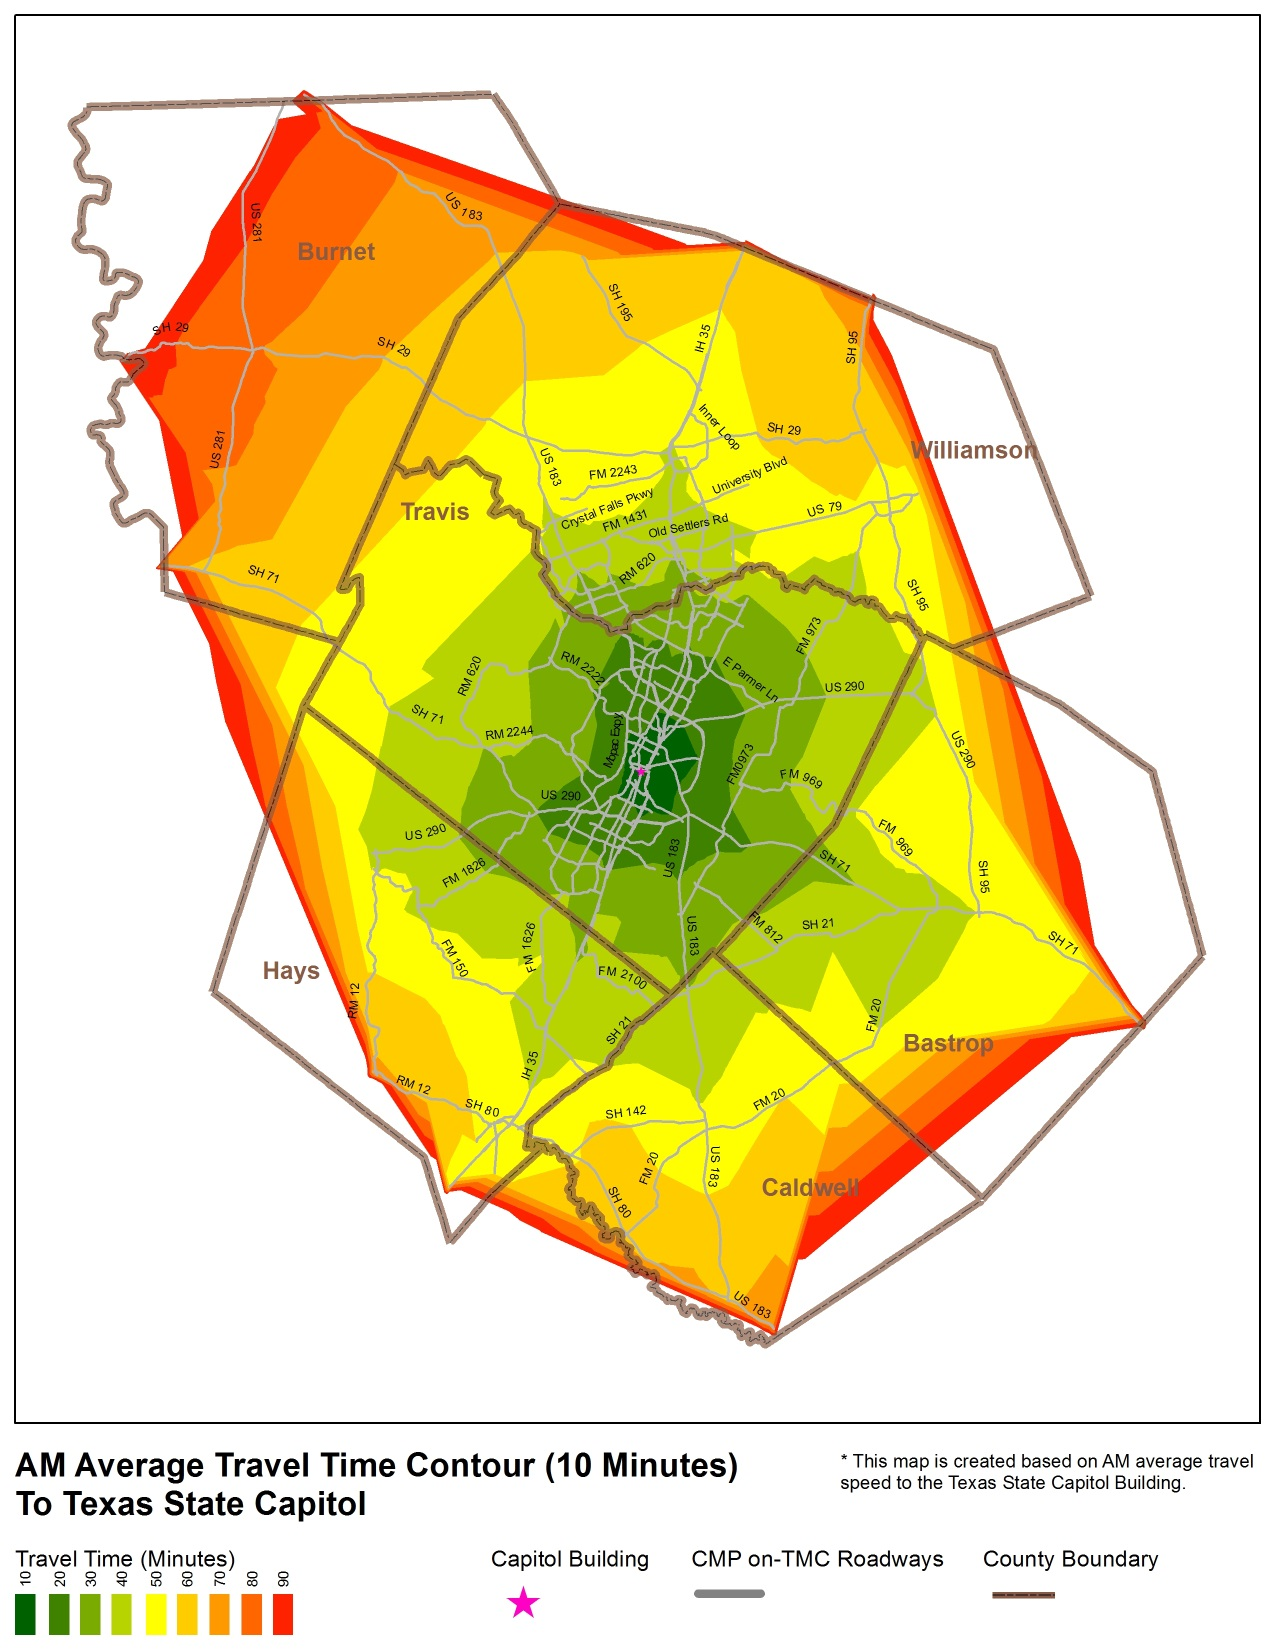 US 183
US 281
Burnet
SH 195
SH 29
IH 35
SH 95
SH 29
Inner Loop
SH 29
US 281
Williamson
US 183
FM 2243
University Blvd
Travis
Crystal Falls Pkwy
FM 1431
Old Settlers Rd
US 79
RM 620
SH 71
SH 95
FM 973
RM 620
RM 2222
E Parmer Ln
US 290
SH 71
RM 2244
Mopac Expy
US 290
FM0973
FM 969
US 290
US 290
FM 969
FM 1826
US 183
SH 71
SH 95
FM 812
SH 21
FM 150
FM 1626
US 183
SH 71
Hays
FM 2100
RM 12
FM 20
SH 21
Bastrop
IH 35
RM 12
SH 80
SH 142
FM 20
FM 20
US 183
Caldwell
SH 80
US 183
AM Average Travel Time Contour (10 Minutes)
To Texas State Capitol
* This map is created based on AM average travel
speed to the Texas State Capitol Building.
Travel Time (Minutes)
10 20 30 40 50 60 70 80 90
Capitol Building
CMP on-TMC Roadways
County Boundary